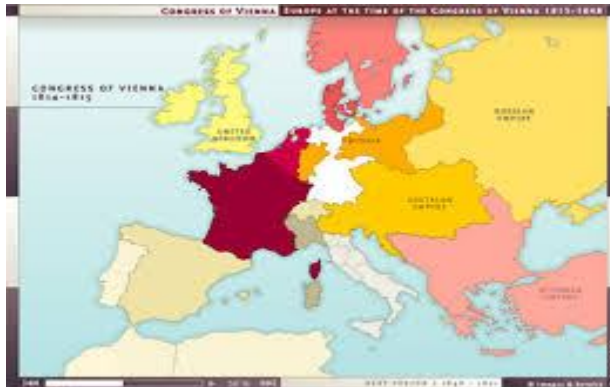 CONGRESS OF VIENNA EUROPE AT THE TIME OF THE CONGRESS OF VIENNA 1815-1848
CONGRESS OF VIENNA
1814-1815
UNITED
KINGDOM
RUSSIAN
EMPIRE
PRUSSIA
AUSTRIAN
EMPIRE
OTTOMAN
EMPIRE